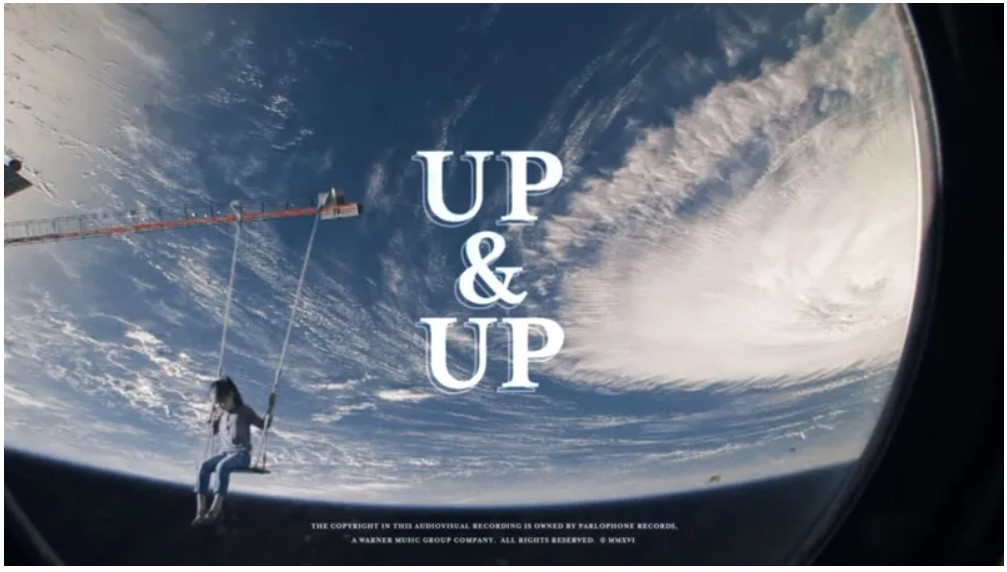 UP
&
UP
THE COPYRIGHT IN THIS AUDIOVISUAL RECORDING IS OWNED BY PARLOPHONE RECORDS,
A WARNER MUSIC GROUP COMPANY. ALL RIGHTS RESERVED. © MMXVI